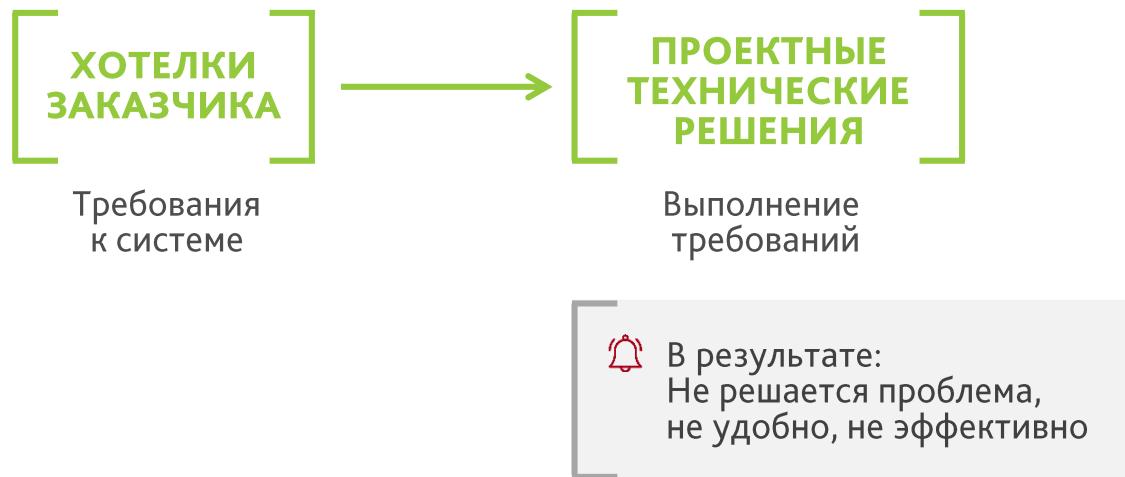 ХОТЕЛКИ
ЗАКАЗЧИКА
Требования
к системе
ПРОЕКТНЫЕ
ТЕХНИЧЕСКИЕ
РЕШЕНИЯ
Выполнение
требований
В результате:
Не решается проблема,
не удобно, не эффективно